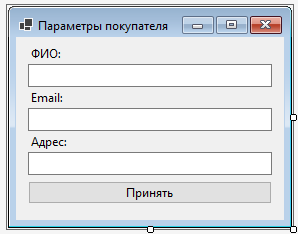 Параметры покупателя
ФИО:
Email:
Адрес:
Принять